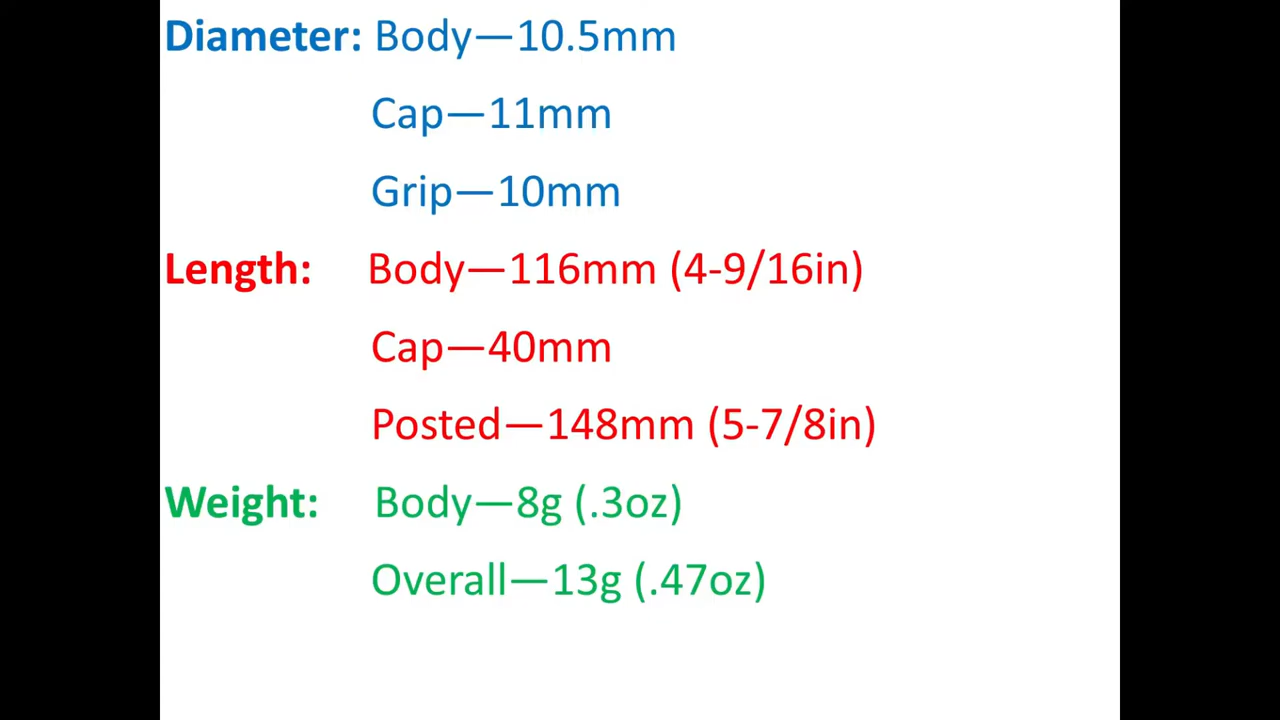 Diameter: Body—10.5mm
Cap—11mm
Grip—10mm
Length: Body—116mm (4-9/16in)
Cap—40mm
Posted—148mm (5-7/8in)
Weight: Body—8g (.3oz)
Overall—13g (.47oz)